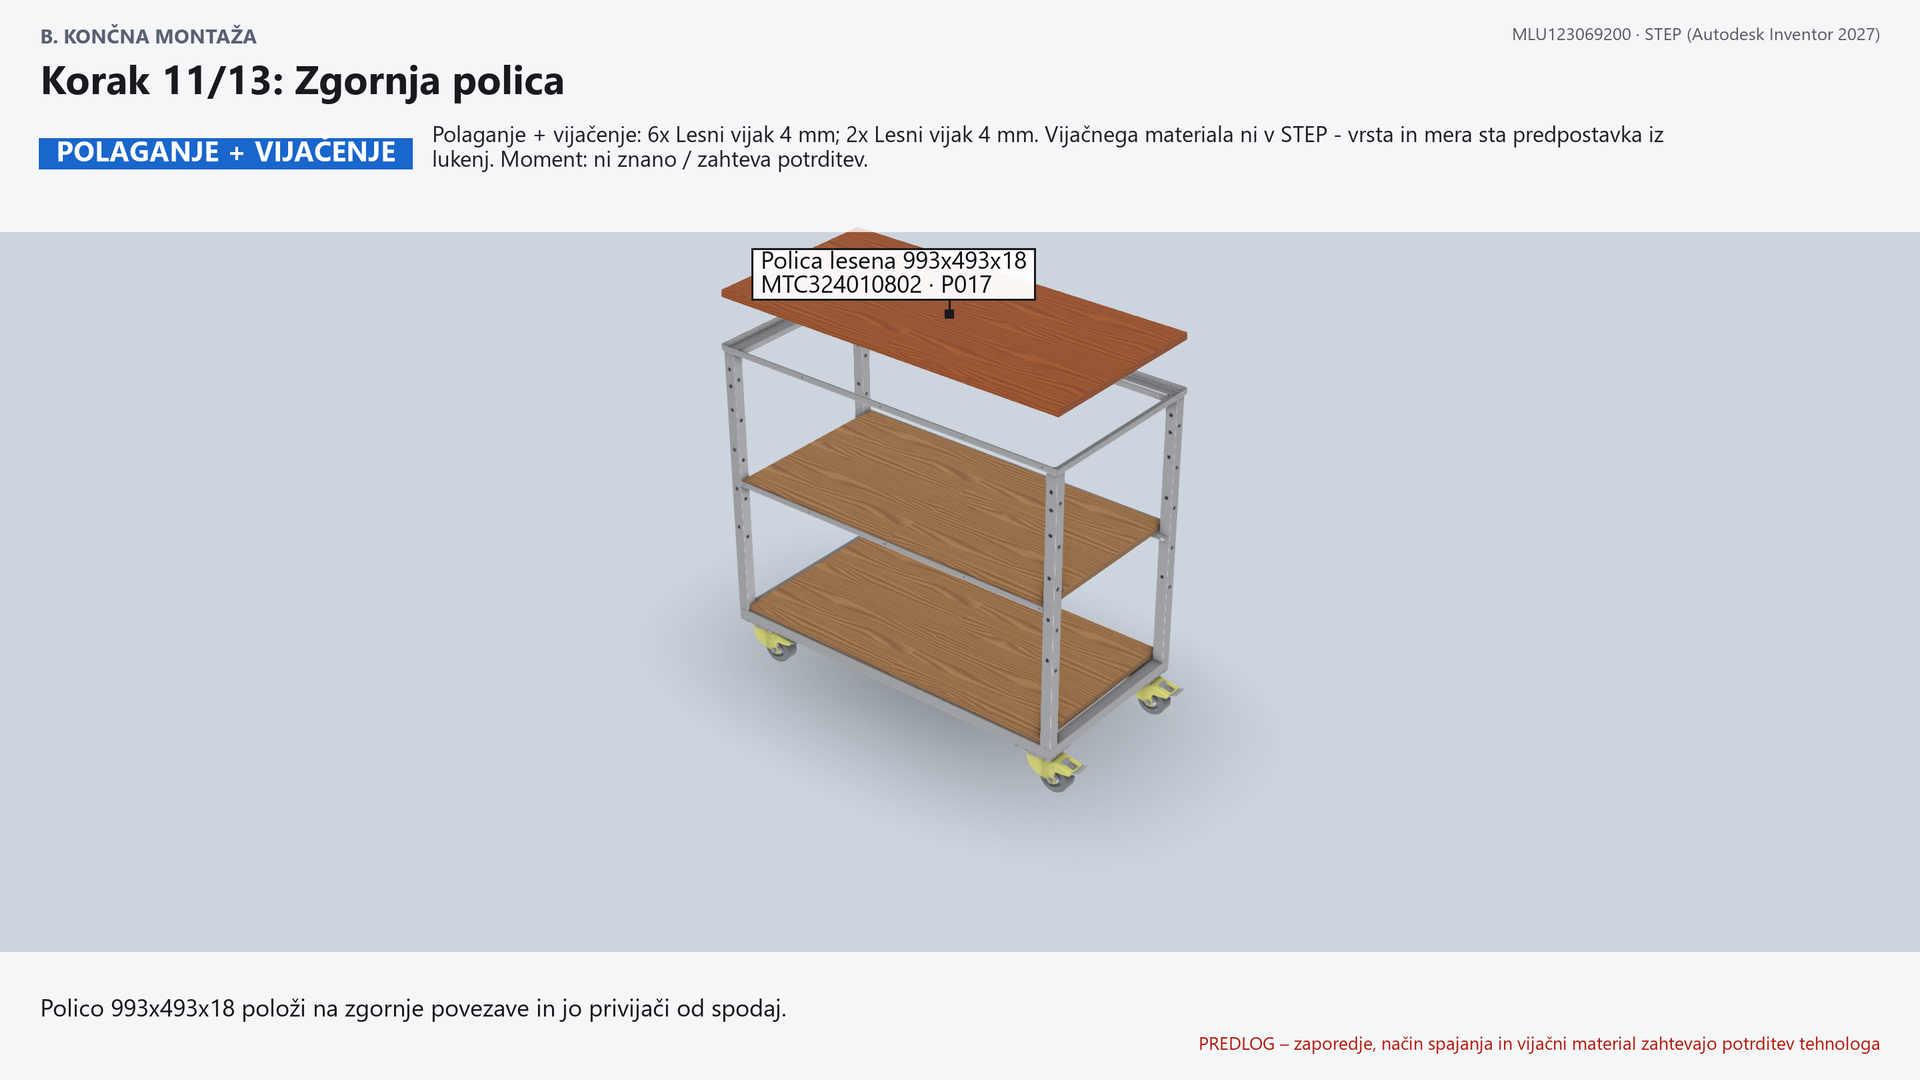 B. KONČNA MONTAŽA
MLU123069200 · STEP (Autodesk Inventor 2027)
Korak 11/13: Zgornja polica
POLAGANJE + VIJAČENJE
Polaganje + vijačenje: 6x Lesni vijak 4 mm; 2x Lesni vijak 4 mm. Vijačnega materiala ni v STEP - vrsta in mera sta predpostavka iz
lukenj. Moment: ni znano / zahteva potrditev.
Polica lesena 993x493x18
MTC324010802 · P017
Polico 993x493x18 položi na zgornje povezave in jo privijači od spodaj.
PREDLOG – zaporedje, način spajanja in vijačni material zahtevajo potrditev tehnologa